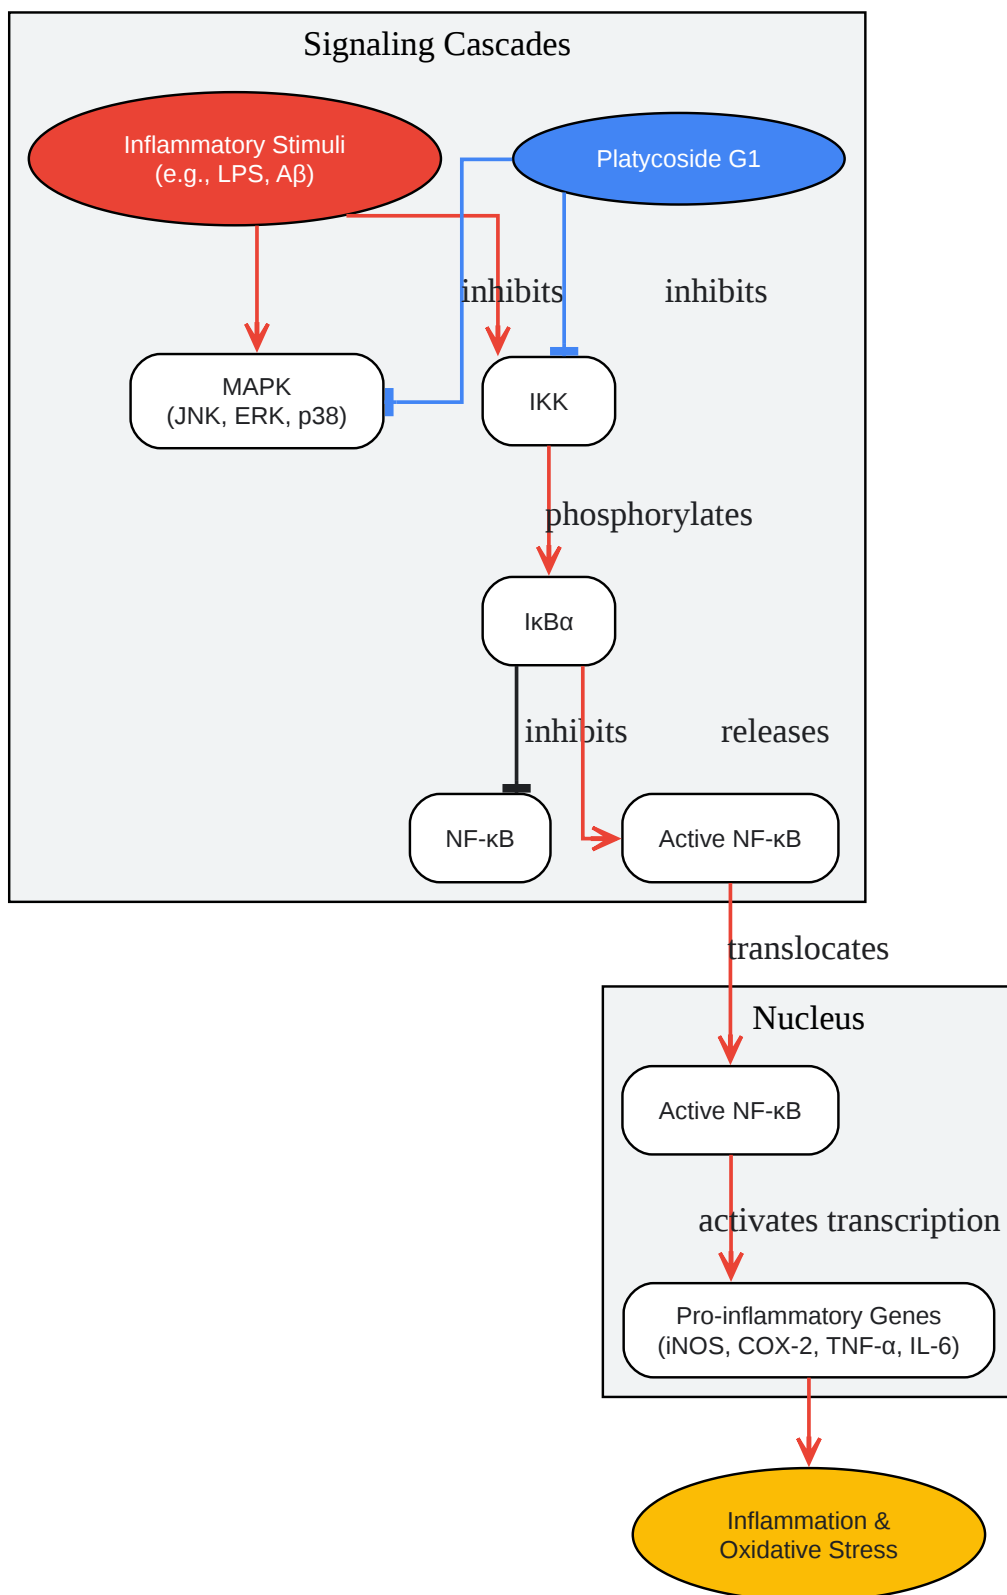 Signaling Cascades
Inflammatory Stimuli
(e.g., LPS, Aβ)
Platycoside G1
inhibits
inhibits
MAPK
(JNK, ERK, p38)
IKK
phosphorylates
IκBα
inhibits
releases
NF-κB
Active NF-κB
translocates
Nucleus
Active NF-κB
activates transcription
Pro-inflammatory Genes
(iNOS, COX-2, TNF-α, IL-6)
Inflammation &
Oxidative Stress